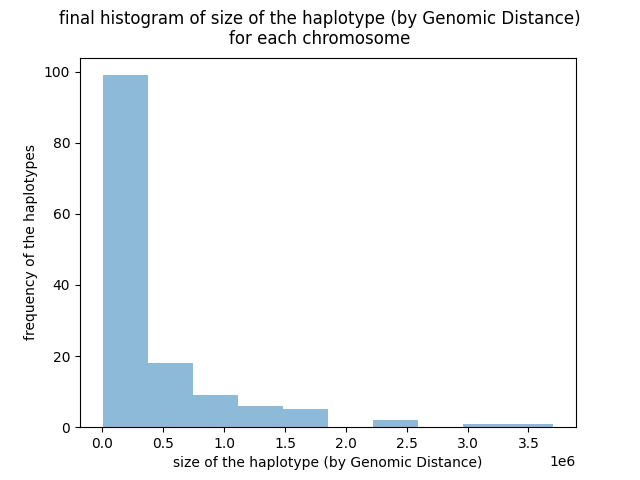 final histogram of size of the haplotype (by Genomic Distance)
for each chromosome
frequency of the haplotypes
100
80
60
40
20
0
0.0 0.5 1.0 1.5 2.0 2.5 3.0 3.5
1e6
size of the haplotype (by Genomic Distance)